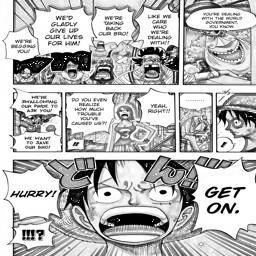 YOU'RE DEALING
WITH THE WORLD
GOVERNMENT,
YOU KNOW.
LIKE WE
CARE WHO
WE'RE
DEALING
WITH!!
WE'RE
TAKING
BACK
OUR BRO!
WE'D
GLADLY
GIVE UP
OUR LIVES
FOR HIM!
WE'RE
BEGGING
YOU!
YEAH,
RIGHT!!
DO YOU EVEN
REALIZE
HOW MUCH
TROUBLE
YOU'VE
CAUSED US?!
!!
WE'RE
SWALLOWING
OUR PRIDE TO
ASK YOU!
WE
WANT TO
SAVE
OUR BRO!
どん!!
GET
ON.
HURRY!
!!!?